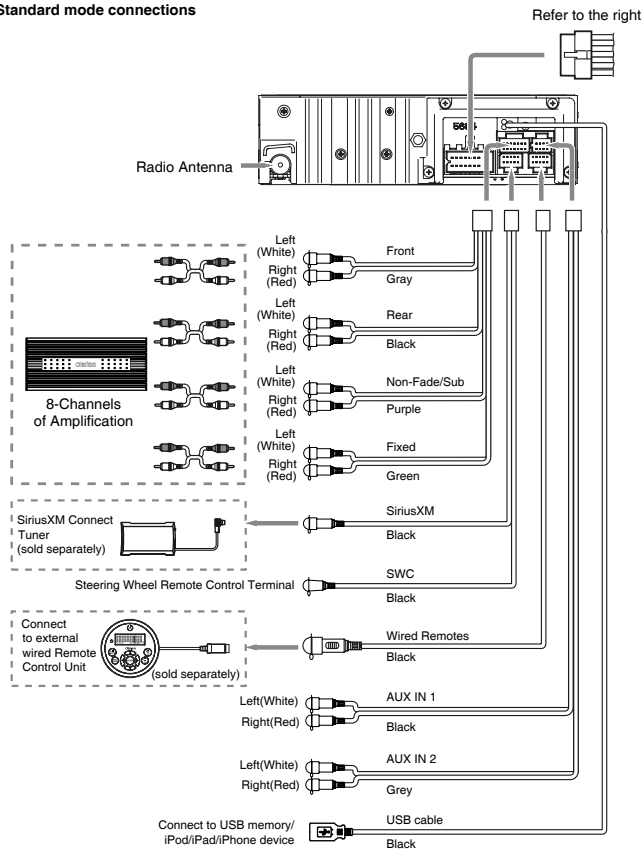 Standard mode connections
Refer to the right
Radio Antenna
Left
(White)
Front
Right
(Red)
Gray
Left
(White)
Rear
Right
(Red)
Black
Left
(White)
Non-Fade/Sub
Right
(Red)
Purple
Left
(White)
Fixed
Right
(Red)
Green
clarion
8-Channels
of Amplification
SiriusXM Connect
Tuner
(sold separately)
SiriusXM
Black
Steering Wheel Remote Control Terminal
SWC
Black
Connect
to external
wired Remote
Control Unit
(sold separately)
Wired Remotes
Black
Left(White)
AUX IN 1
Right(Red)
Black
Left(White)
AUX IN 2
Right(Red)
Grey
Connect to USB memory/
iPod/iPad/iPhone device
USB cable
Black